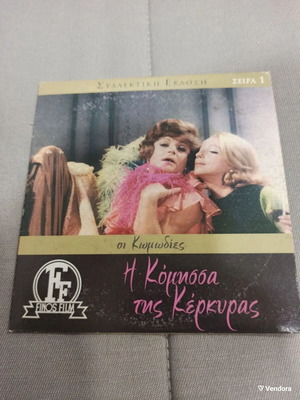 ΣΥΛΛΕΚΤΙΚΗ ΕΚΔΟΣΗ
ΣΕΙΡΑ 1
οι Κωμωδίες
Η Κόμησσα
της Κέρκυρας
FF
FINOS FILM
Vendora